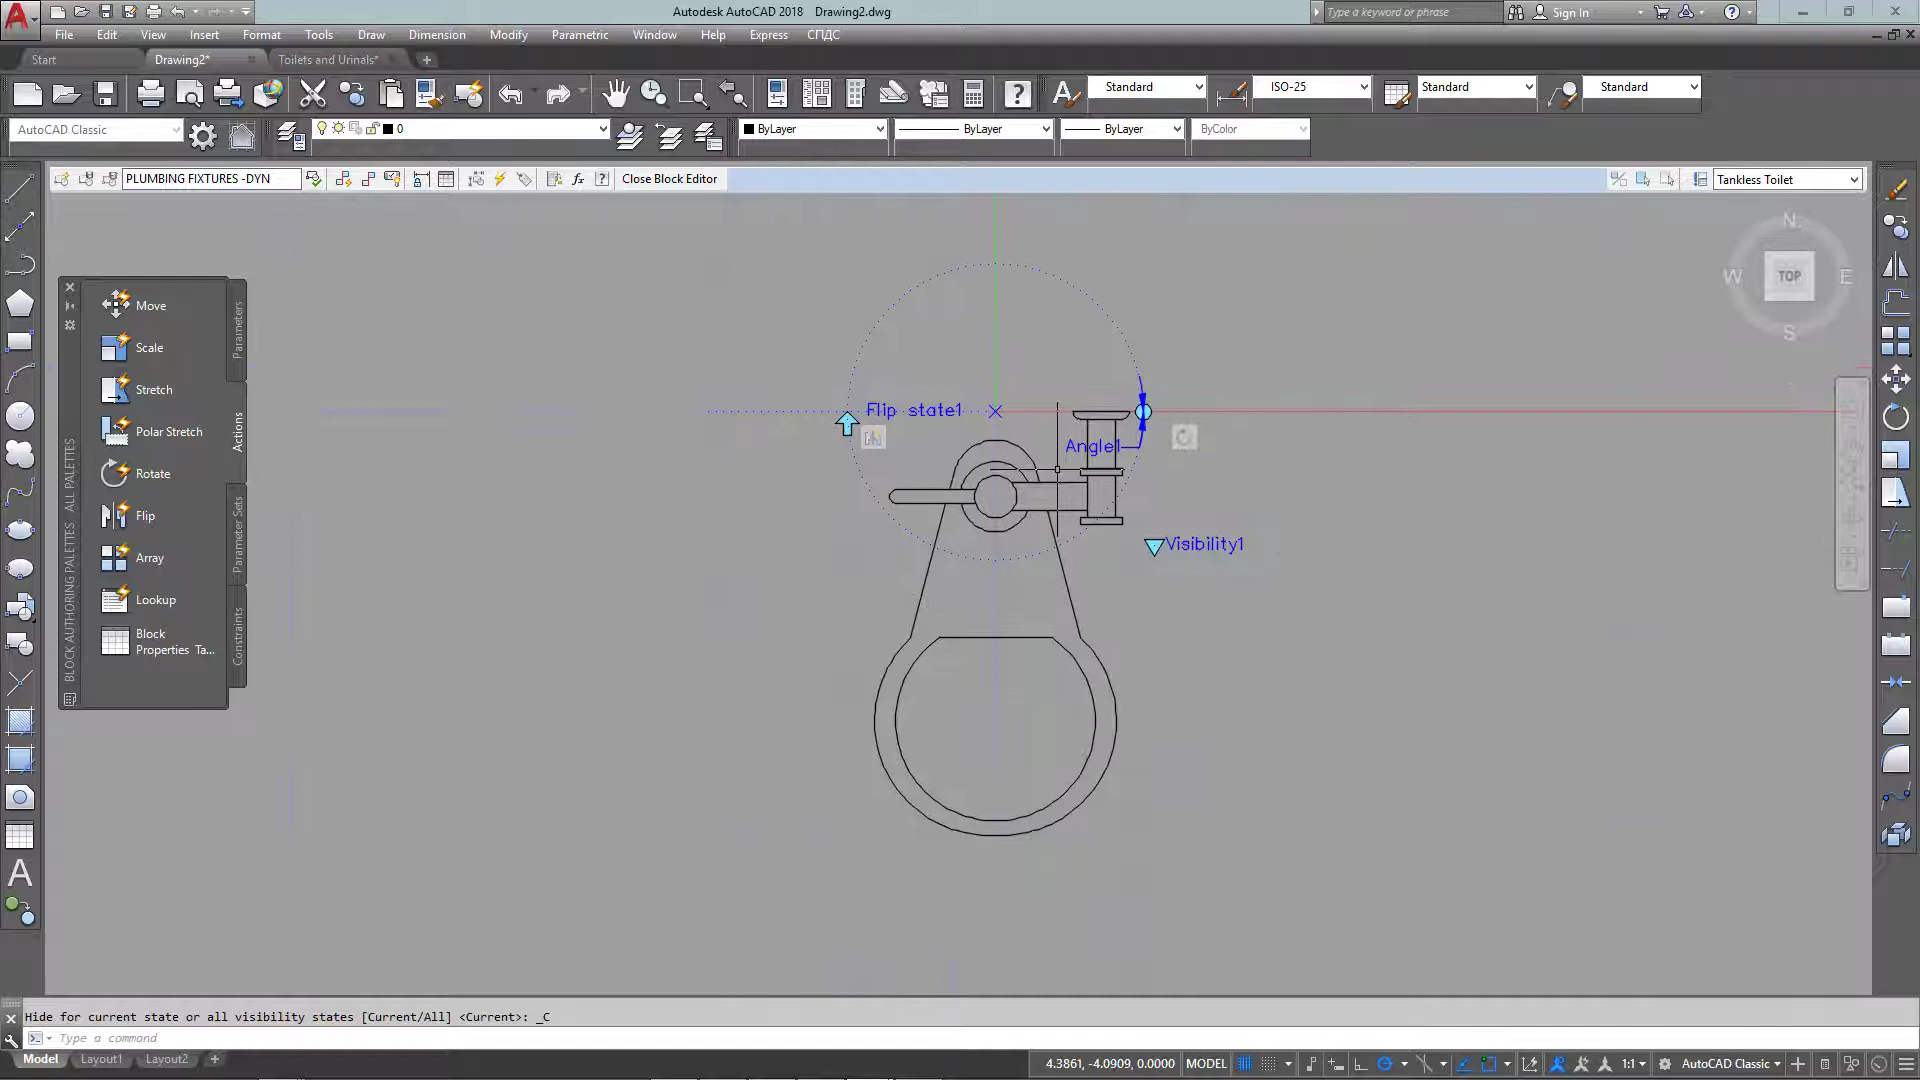 Autodesk AutoCAD 2018 Drawing2.dwg
Type a keyword or phrase
Sign In
File Edit View Insert Format Tools Draw Dimension Modify Parametric Window Help Express СПДС
Start Drawing2* Toilets and Urinals*
Standard ISO-25 Standard Standard
AutoCAD Classic 0 ByLayer ByLayer ByLayer ByColor
PLUMBING FIXTURES -DYN Close Block Editor Tankless Toilet
N
W TOP E
S
Move
Scale
Stretch
Polar Stretch
Rotate
Flip
Array
Lookup
Block
Properties Ta...
Parameters
Actions
Parameter Sets
Constraints
BLOCK AUTHORING PALETTES - ALL PALETTES
Flip state1
Angle1
Visibility1
Hide for current state or all visibility states [Current/All] <Current>: _C
Type a command
Model Layout1 Layout2
4.3861, -4.0909, 0.0000 MODEL 1:1 AutoCAD Classic